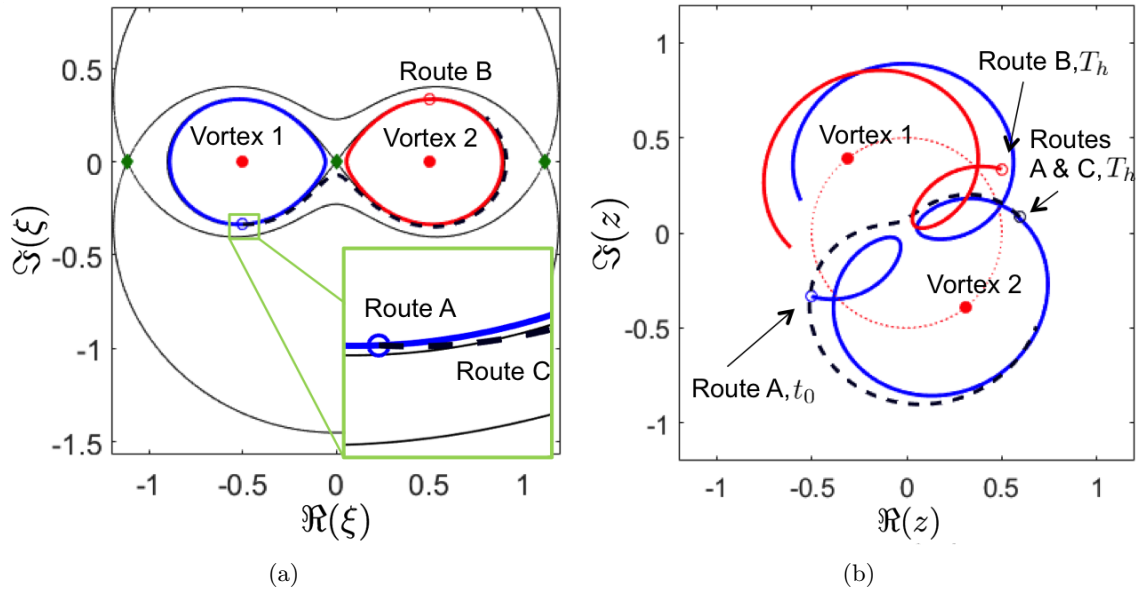 Route B
0.5
Vortex 1
Vortex 2
0
ℑ(ξ)
-0.5
Route A
-1
Route C
-1.5
-1
-0.5
0
0.5
1
ℜ(ξ)
(a)
1
Route B, T_h
Vortex 1
Routes
A & C, T_h
0.5
ℑ(z)
0
Vortex 2
-0.5
Route A, t_0
-1
-1
-0.5
0
0.5
1
ℜ(z)
(b)